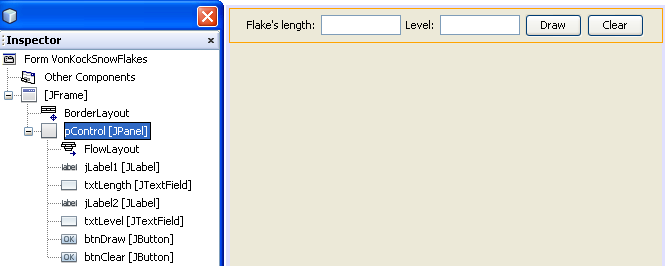 Inspector
Form VonKockSnowFlakes
Other Components
[JFrame]
BorderLayout
pControl [JPanel]
FlowLayout
label jLabel1 [JLabel]
txtLength [JTextField]
label jLabel2 [JLabel]
txtLevel [JTextField]
OK btnDraw [JButton]
OK btnClear [JButton]
Flake's length: Level: Draw Clear